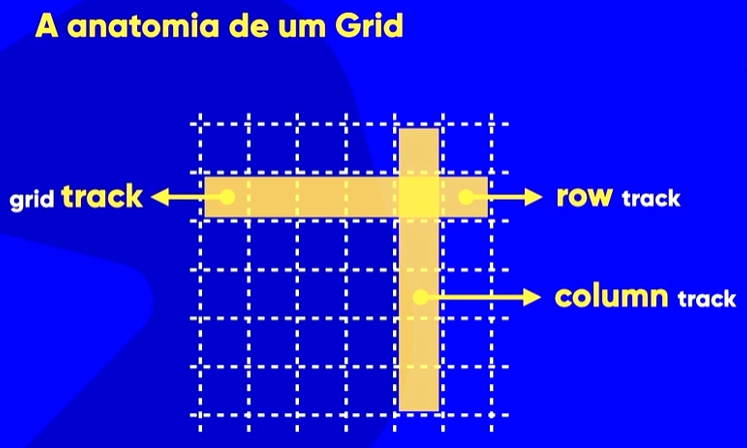 A anatomia de um Grid
grid track
row track
column track